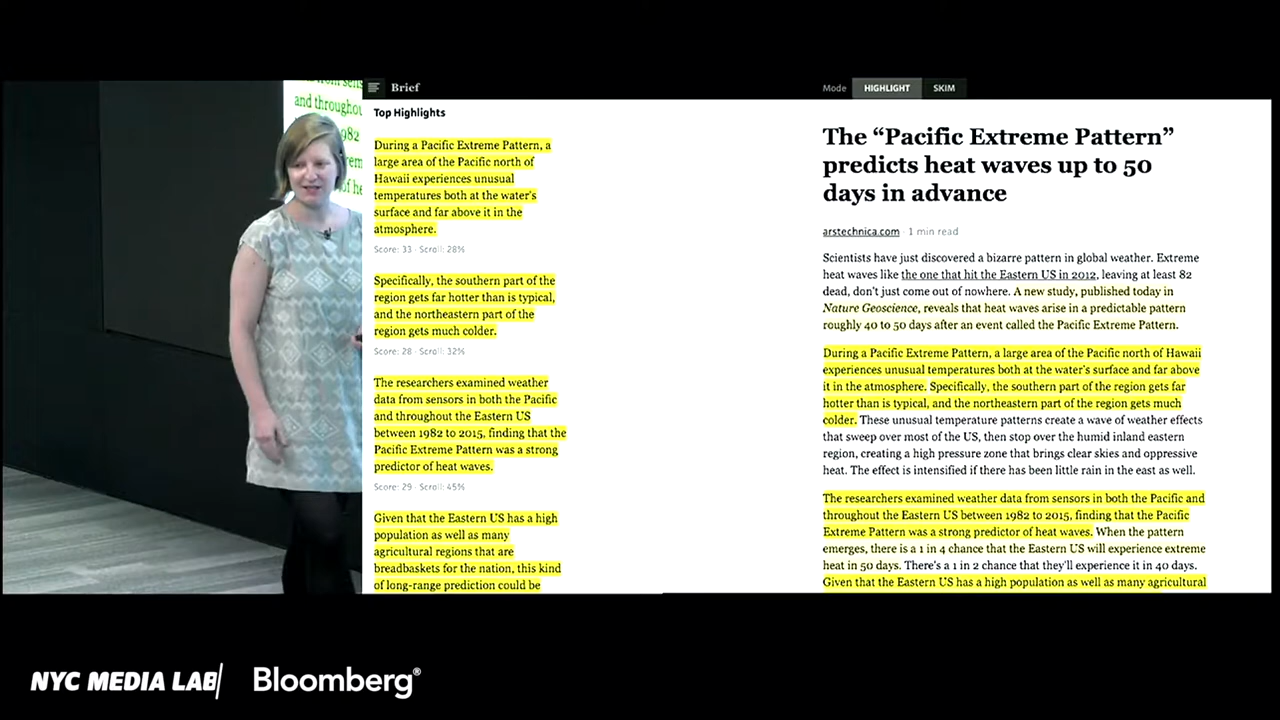 from sens
and throughou
1982
rem
of he
Brief
Top Highlights
During a Pacific Extreme Pattern, a
large area of the Pacific north of
Hawaii experiences unusual
temperatures both at the water's
surface and far above it in the
atmosphere.
Score: 33 · Scroll: 28%
Specifically, the southern part of the
region gets far hotter than is typical,
and the northeastern part of the
region gets much colder.
Score: 28 · Scroll: 32%
The researchers examined weather
data from sensors in both the Pacific
and throughout the Eastern US
between 1982 to 2015, finding that the
Pacific Extreme Pattern was a strong
predictor of heat waves.
Score: 29 · Scroll: 45%
Given that the Eastern US has a high
population as well as many
agricultural regions that are
breadbaskets for the nation, this kind
of long-range prediction could be
Mode HIGHLIGHT SKIM
The “Pacific Extreme Pattern”
predicts heat waves up to 50
days in advance
arstechnica.com · 1 min read
Scientists have just discovered a bizarre pattern in global weather. Extreme
heat waves like the one that hit the Eastern US in 2012, leaving at least 82
dead, don't just come out of nowhere. A new study, published today in
Nature Geoscience, reveals that heat waves arise in a predictable pattern
roughly 40 to 50 days after an event called the Pacific Extreme Pattern.
During a Pacific Extreme Pattern, a large area of the Pacific north of Hawaii
experiences unusual temperatures both at the water's surface and far above
it in the atmosphere. Specifically, the southern part of the region gets far
hotter than is typical, and the northeastern part of the region gets much
colder. These unusual temperature patterns create a wave of weather effects
that sweep over most of the US, then stop over the humid inland eastern
region, creating a high pressure zone that brings clear skies and oppressive
heat. The effect is intensified if there has been little rain in the east as well.
The researchers examined weather data from sensors in both the Pacific and
throughout the Eastern US between 1982 to 2015, finding that the Pacific
Extreme Pattern was a strong predictor of heat waves. When the pattern
emerges, there is a 1 in 4 chance that the Eastern US will experience extreme
heat in 50 days. There's a 1 in 2 chance that they'll experience it in 40 days.
Given that the Eastern US has a high population as well as many agricultural
NYC MEDIA LAB
Bloomberg®